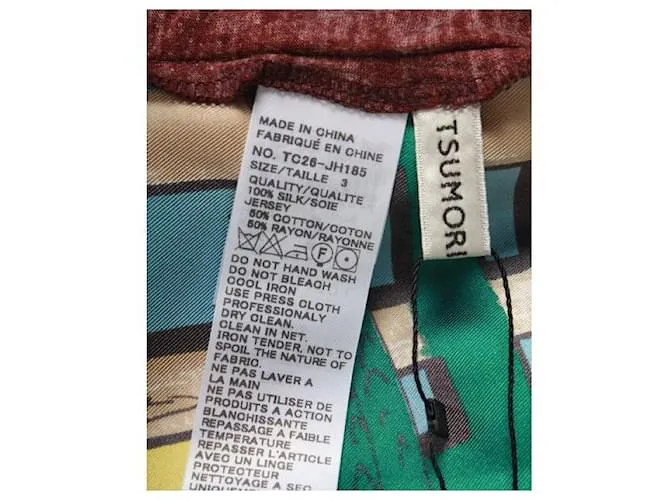 MADE IN CHINA
FABRIQUÉ EN CHINE
NO. TC26-JH185
SIZE/TAILLE 3
QUALITY/QUALITE
100% SILK/SOIE
JERSEY
50% COTTON/COTON
50% RAYON/RAYONNE
F
DO NOT HAND WASH
DO NOT BLEACH
COOL IRON
USE PRESS CLOTH
PROFESSIONALY
DRY CLEAN.
CLEAN IN NET.
IRON TENDER, NOT TO
SPOIL THE NATURE OF
FABRIC.
NE PAS LAVER A
LA MAIN
NE PAS UTILISER DE
PRODUITS A ACTION
BLANCHISSANTE
REPASSAGE A FAIBLE
TEMPERATURE
REPASSER L'ARTICLE
AVEC UN LINGE
PROTECTEUR
NETTOYAGE A SEC
TSUMORI